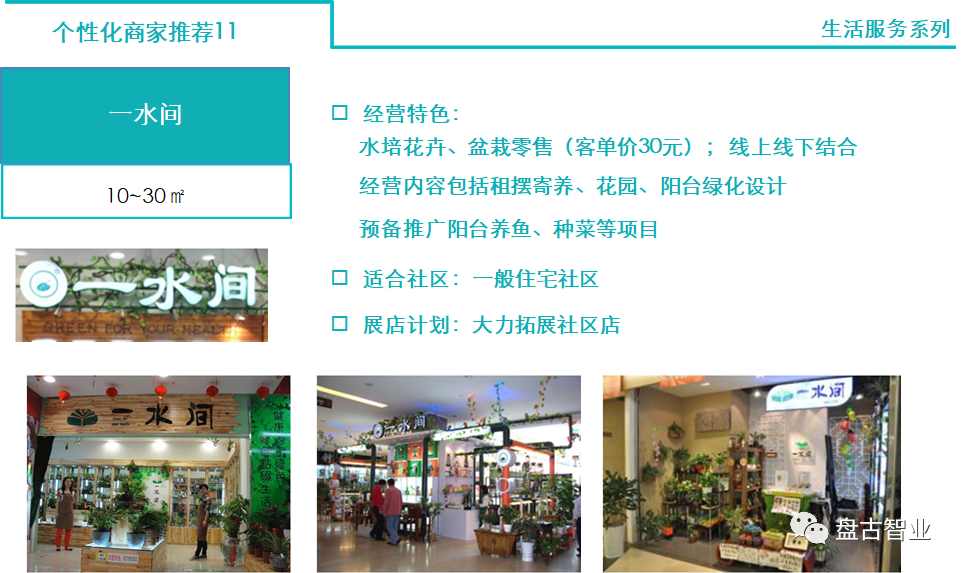 个性化商家推荐11
生活服务系列
一水间
10~30㎡
经营特色：
水培花卉、盆栽零售（客单价30元）；线上线下结合
经营内容包括租摆寄养、花园、阳台绿化设计
预备推广阳台养鱼、种菜等项目
适合社区：一般住宅社区
展店计划：大力拓展社区店
一水间
GREEN FOR YOUR HEALTH
一水间
一水间
一水间
一水间
盘古智业